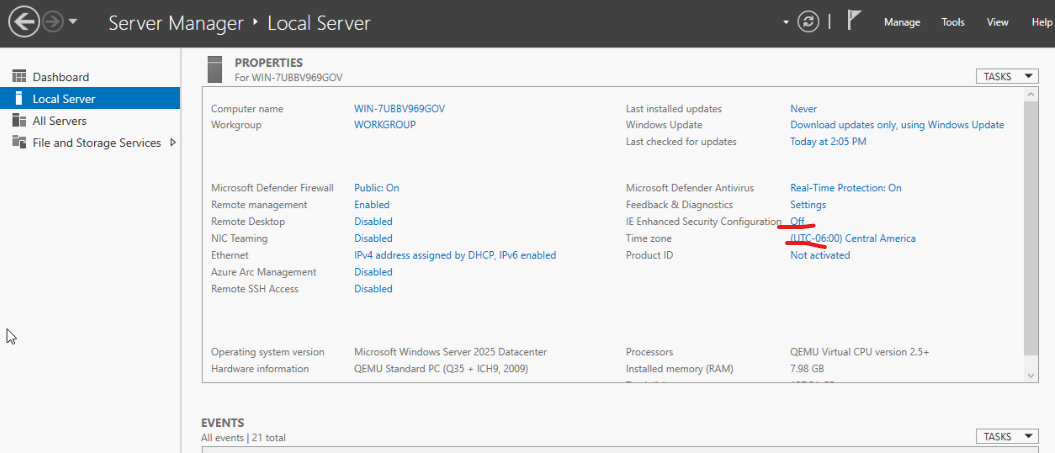 Server Manager ‣ Local Server
Manage Tools View Help
Dashboard
Local Server
All Servers
File and Storage Services
PROPERTIES
For WIN-7UBBV969GOV
TASKS
Computer name WIN-7UBBV969GOV
Workgroup WORKGROUP
Last installed updates Never
Windows Update Download updates only, using Windows Update
Last checked for updates Today at 2:05 PM
Microsoft Defender Firewall Public: On
Remote management Enabled
Remote Desktop Disabled
NIC Teaming Disabled
Ethernet IPv4 address assigned by DHCP, IPv6 enabled
Azure Arc Management Disabled
Remote SSH Access Disabled
Microsoft Defender Antivirus Real-Time Protection: On
Feedback & Diagnostics Settings
IE Enhanced Security Configuration Off
Time zone (UTC-06:00) Central America
Product ID Not activated
Operating system version Microsoft Windows Server 2025 Datacenter
Hardware information QEMU Standard PC (Q35 + ICH9, 2009)
Processors QEMU Virtual CPU version 2.5+
Installed memory (RAM) 7.98 GB
EVENTS
All events | 21 total
TASKS